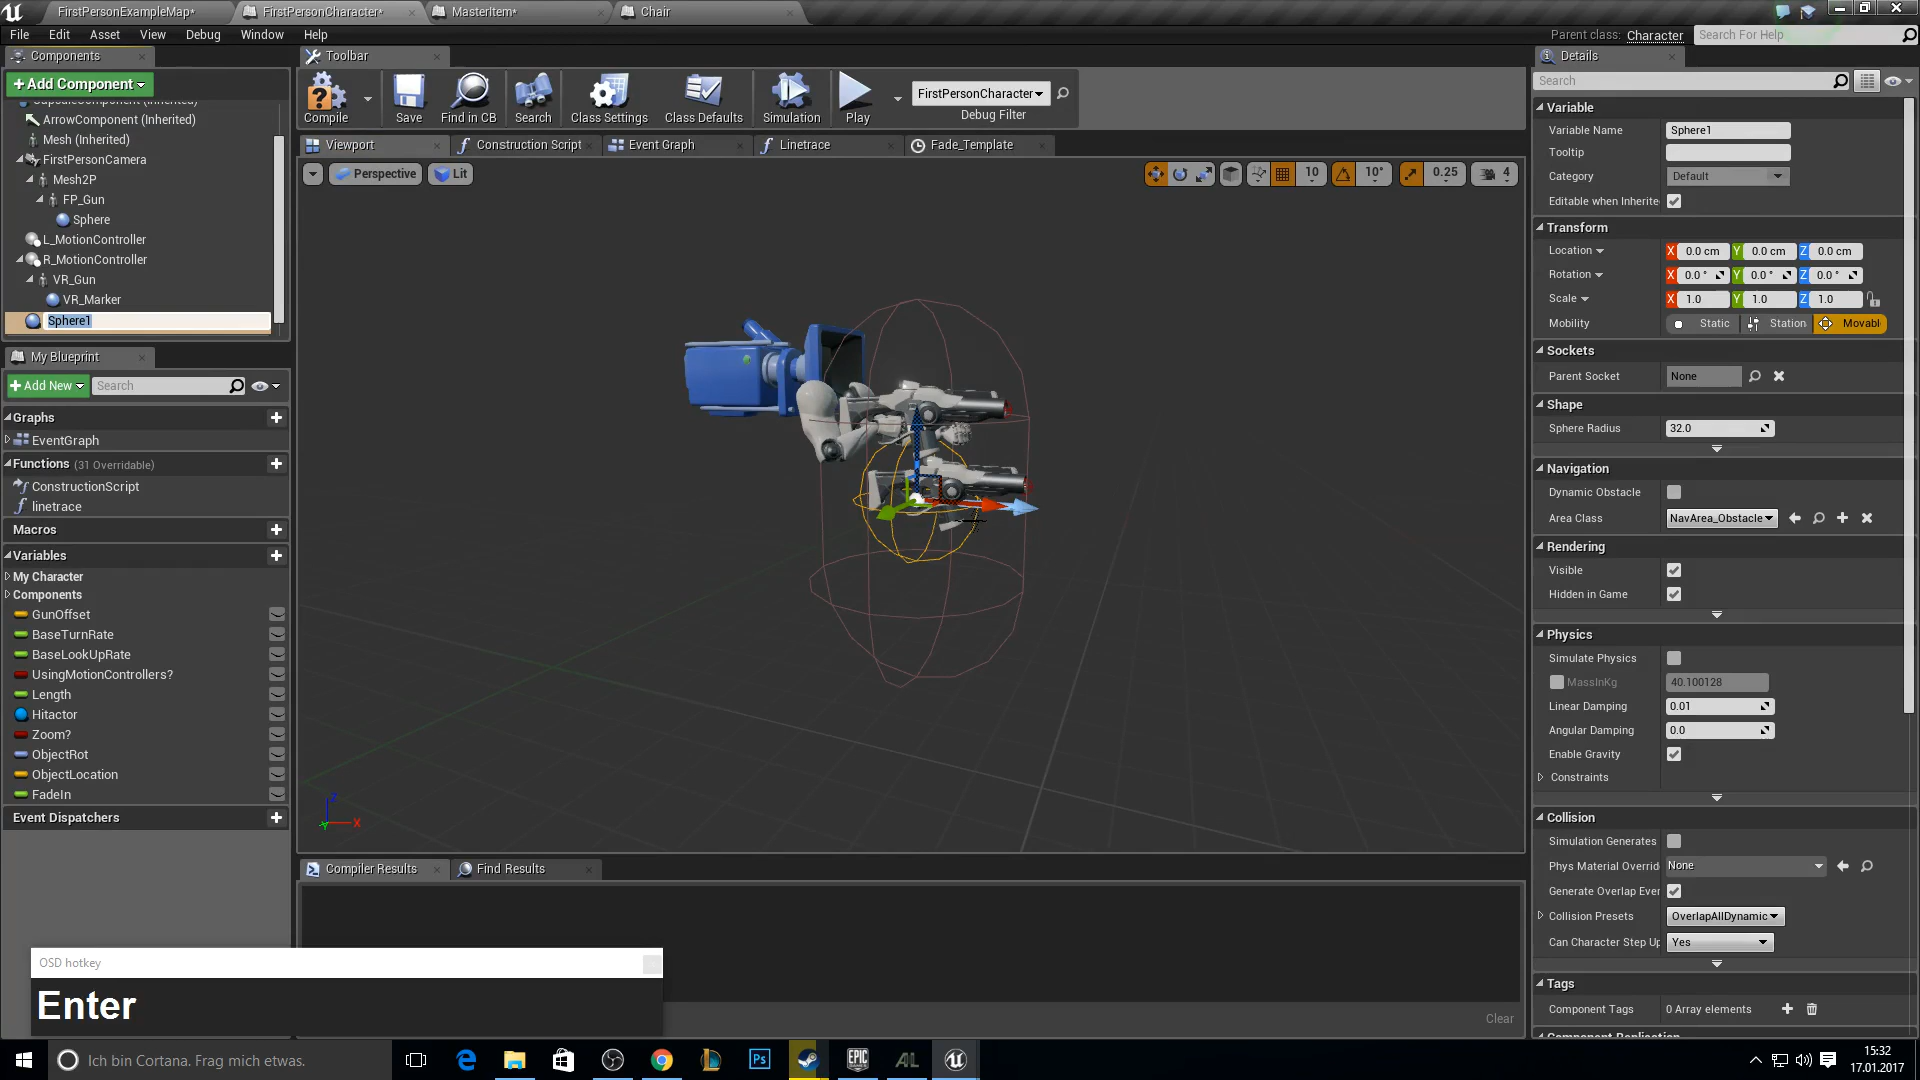 FirstPersonExampleMap*
FirstPersonCharacter*
MasterItem*
Chair
File Edit Asset View Debug Window Help
Parent class: Character
Search For Help
Components
Toolbar
Details
+Add Component
Search
CapsuleComponent (Inherited)
ArrowComponent (Inherited)
Mesh (Inherited)
FirstPersonCamera
Mesh2P
FP_Gun
Sphere
L_MotionController
R_MotionController
VR_Gun
VR_Marker
Sphere1
Compile
Save
Find in CB
Search
Class Settings
Class Defaults
Simulation
Play
FirstPersonCharacter
Debug Filter
Viewport
Construction Script
Event Graph
Linetrace
Fade_Template
Perspective
Lit
10
10°
0.25
4
X
Z
My Blueprint
+Add New
Search
Graphs
EventGraph
Functions (31 Overridable)
ConstructionScript
linetrace
Macros
Variables
My Character
Components
GunOffset
BaseTurnRate
BaseLookUpRate
UsingMotionControllers?
Length
Hitactor
Zoom?
ObjectRot
ObjectLocation
FadeIn
Event Dispatchers
Variable
Variable Name Sphere1
Tooltip
Category Default
Editable when Inherite
Transform
Location X 0.0 cm Y 0.0 cm Z 0.0 cm
Rotation X 0.0 ° Y 0.0 ° Z 0.0 °
Scale X 1.0 Y 1.0 Z 1.0
Mobility Static Station Movabl
Sockets
Parent Socket None
Shape
Sphere Radius 32.0
Navigation
Dynamic Obstacle
Area Class NavArea_Obstacle
Rendering
Visible
Hidden in Game
Physics
Simulate Physics
MassInKg 40.100128
Linear Damping 0.01
Angular Damping 0.0
Enable Gravity
Constraints
Collision
Simulation Generates
Phys Material Overrid None
Generate Overlap Ever
Collision Presets OverlapAllDynamic
Can Character Step Up Yes
Tags
Component Tags 0 Array elements
Component Replication
Compiler Results
Find Results
Clear
OSD hotkey
Enter
Ich bin Cortana. Frag mich etwas.
Ps
EPIC GAMES
AL
15:32
17.01.2017